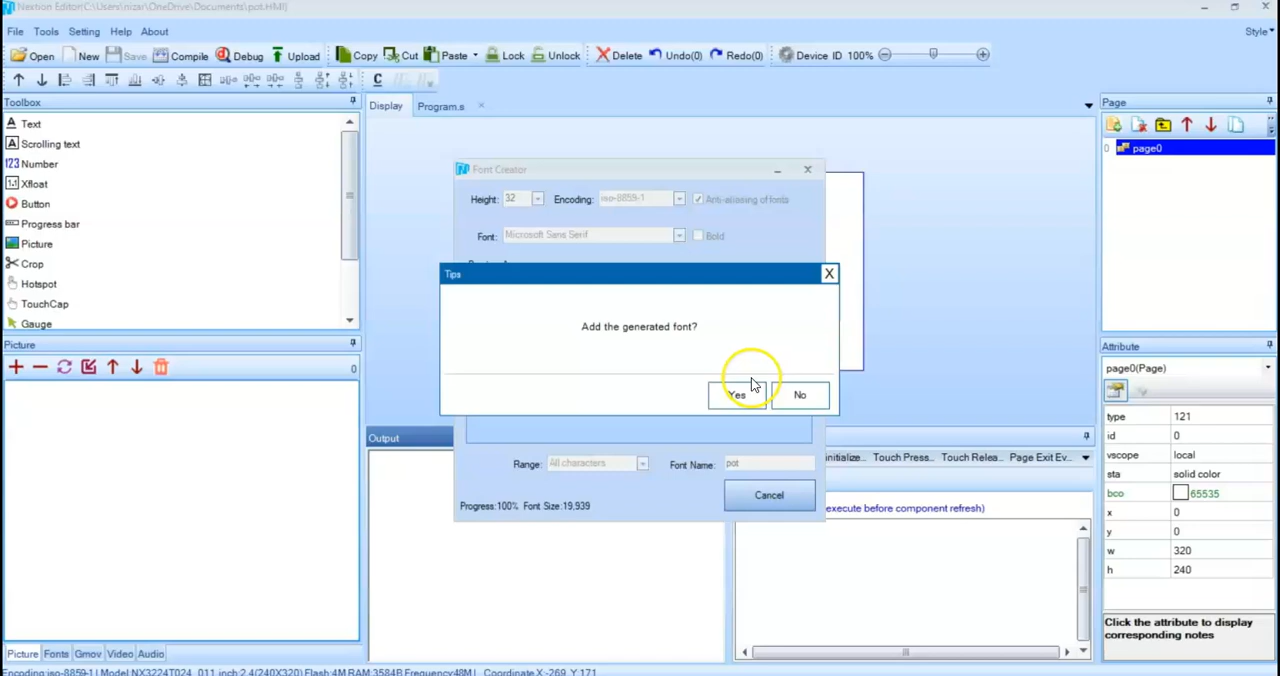 Nextion Editor(C:\Users\nizar\OneDrive\Documents\pot.HMI)
File Tools Setting Help About
Style
Open New Save Compile Debug Upload Copy Cut Paste Lock Unlock Delete Undo(0) Redo(0) Device ID 100%
Toolbox
Display Program.s
Page
Text
Scrolling text
123 Number
Xfloat
Button
Progress bar
Picture
Crop
Hotspot
TouchCap
Gauge
0 page0
Font Creator
Height: 32 Encoding: iso-8859-1 Anti-aliasing of fonts
Font: Microsoft Sans Serif Bold
Tips X
Add the generated font?
Yes No
Range: All characters Font Name: pot
Cancel
Progress:100% Font Size:19,939
Picture
0
Picture Fonts Gmov Video Audio
Output
nitialize... Touch Press... Touch Relea... Page Exit Ev...
execute before component refresh)
Attribute
page0(Page)
type 121
id 0
vscope local
sta solid color
bco 65535
x 0
y 0
w 320
h 240
Click the attribute to display
corresponding notes
Encoding:iso-8859-1 Model:NX3224T024_011 inch:2.4(240X320) Flash:4M RAM:3584B Frequency:48M Coordinate X:-269 Y:171